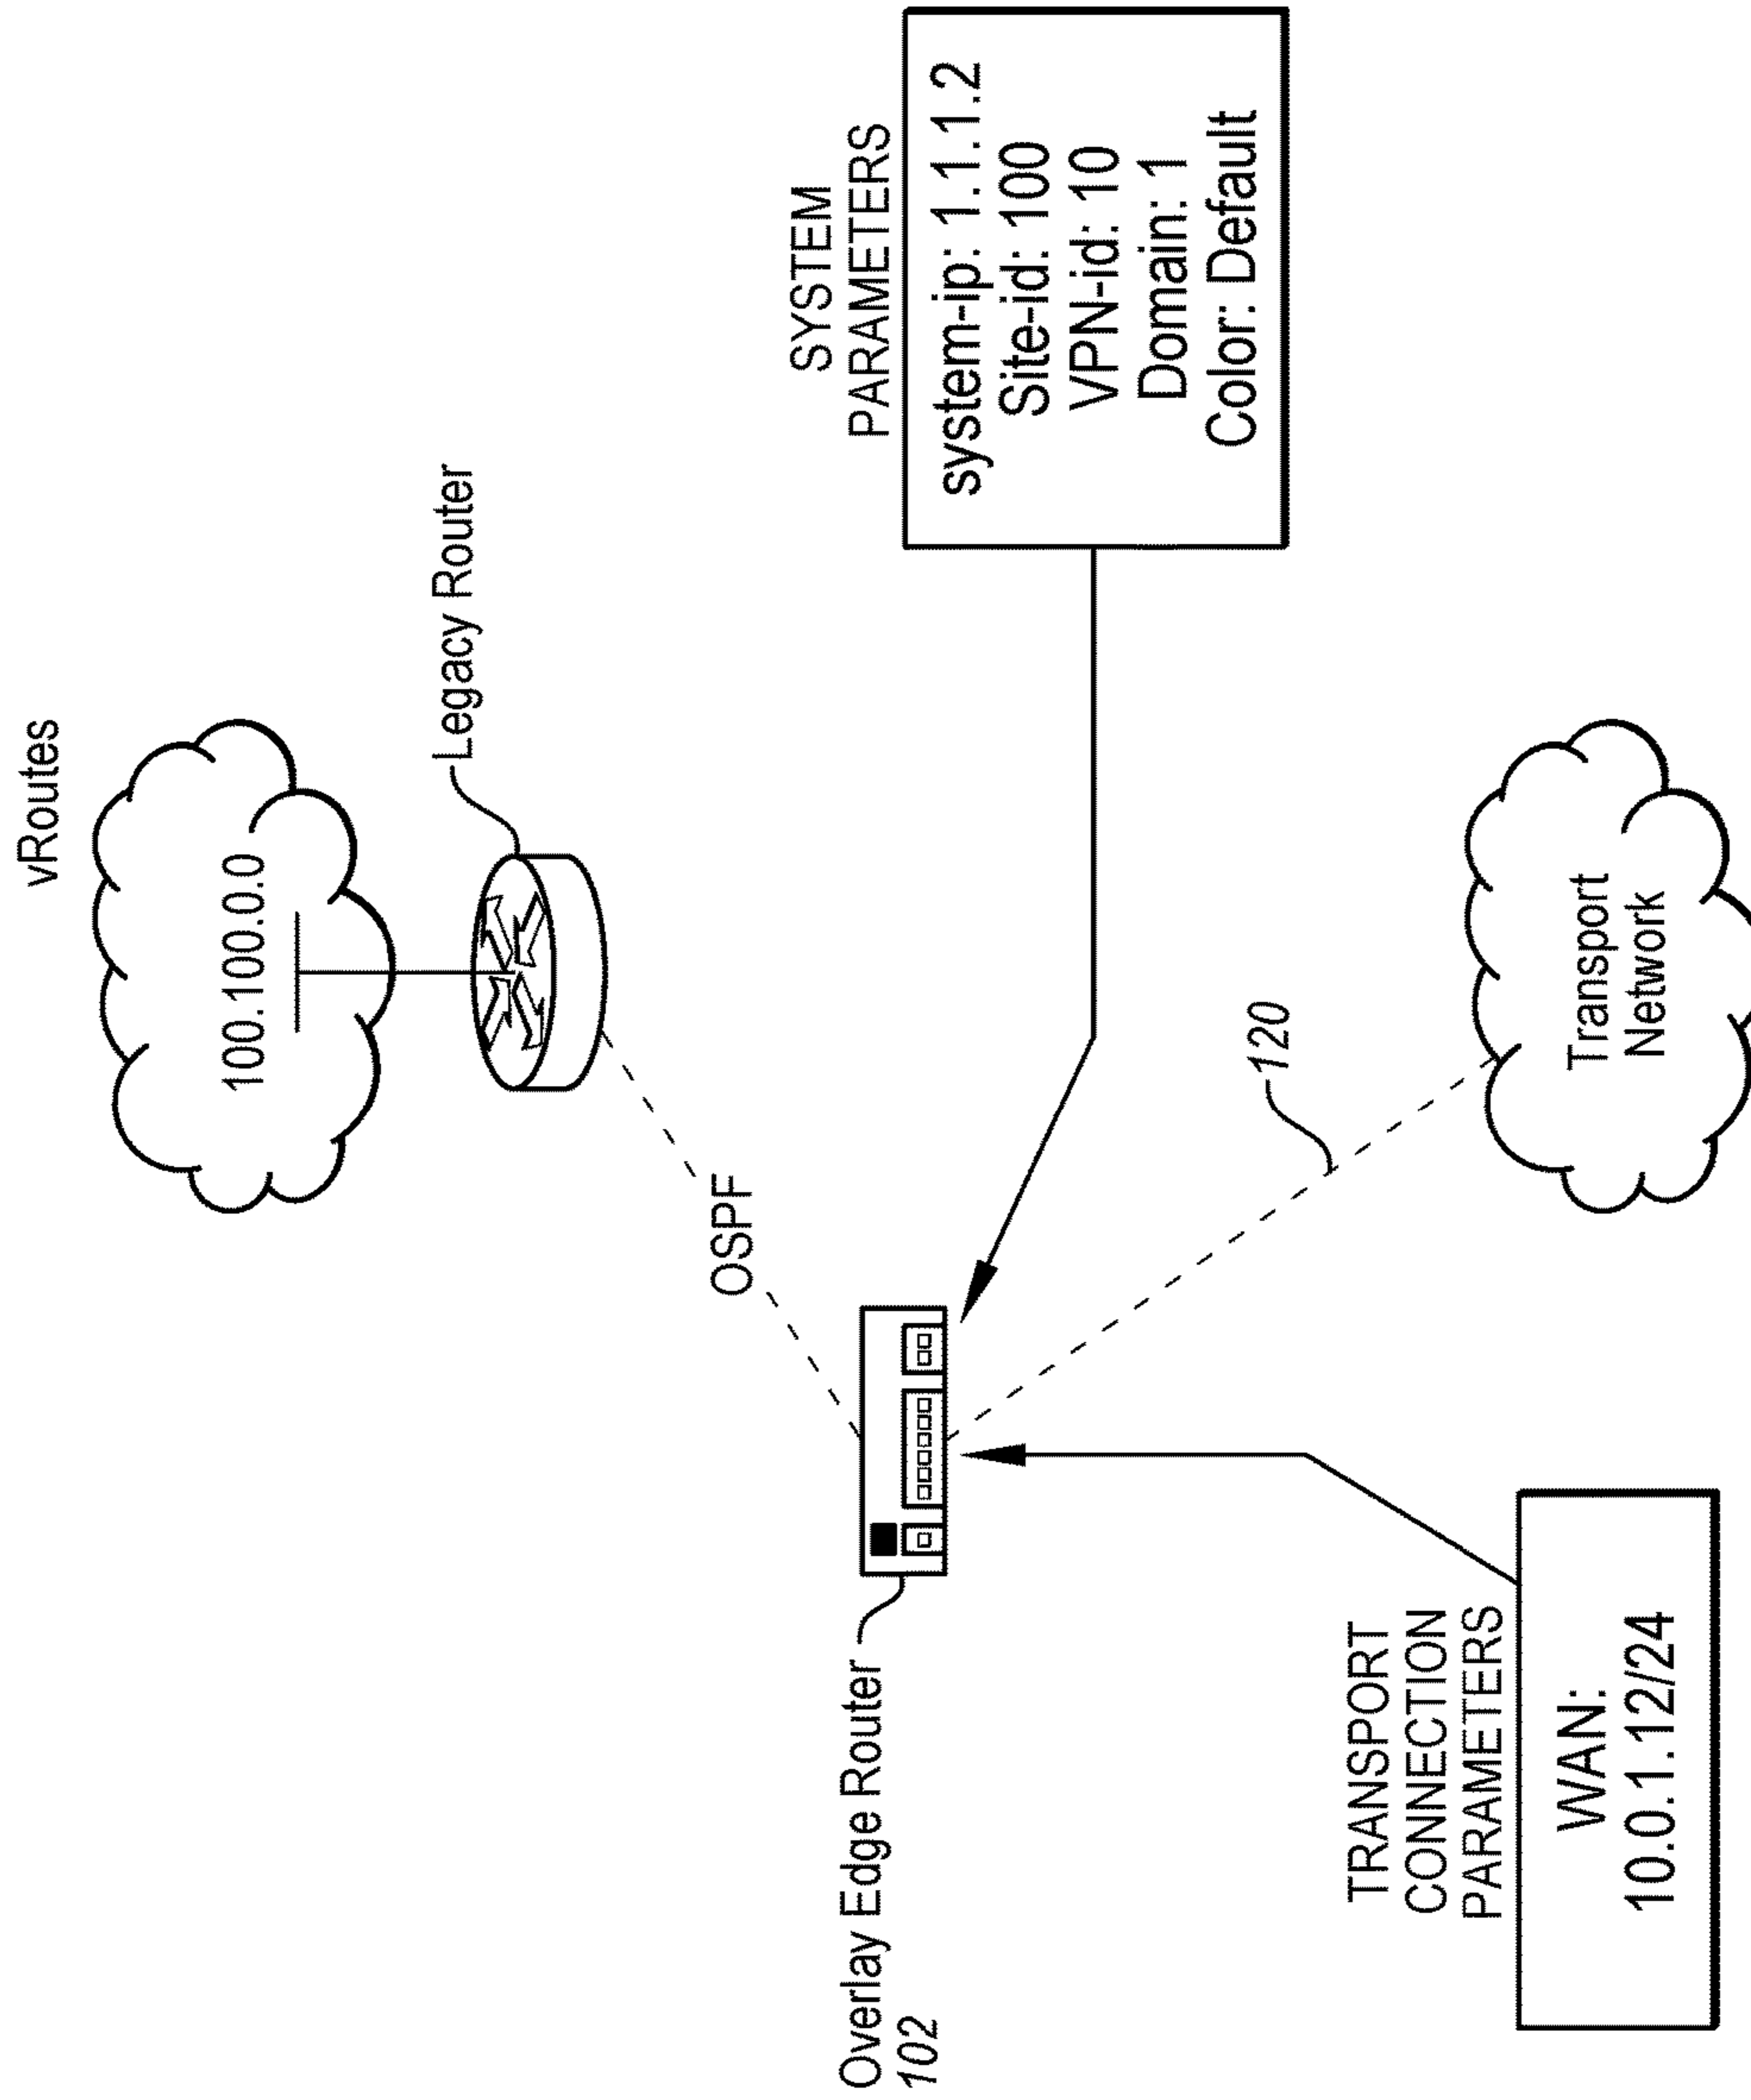 vRoutes
100.100.0.0
Legacy Router
OSPF
Overlay Edge Router
102
SYSTEM
PARAMETERS
system-ip: 1.1.1.2
Site-id: 100
VPN-id: 10
Domain: 1
Color: Default
120
TRANSPORT
CONNECTION
PARAMETERS
WAN:
10.0.1.12/24
Transport
Network